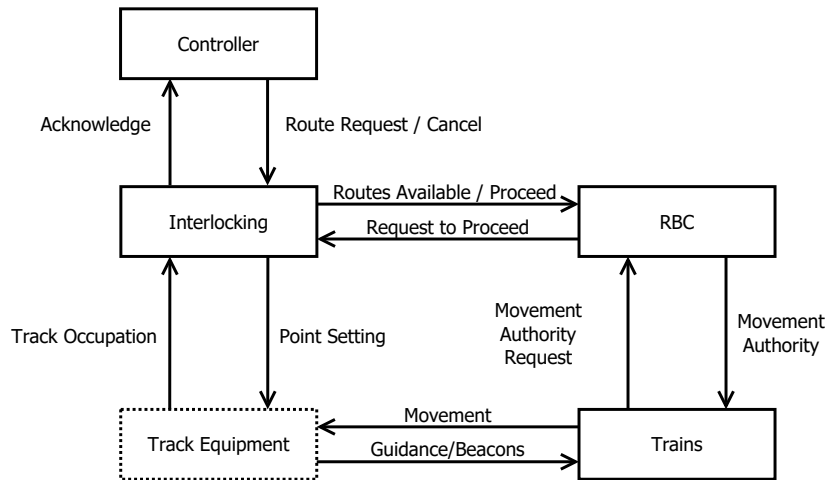 Controller
Acknowledge
Route Request / Cancel
Routes Available / Proceed
Interlocking
Request to Proceed
RBC
Track Occupation
Point Setting
Movement
Authority
Request
Movement
Authority
Movement
Track Equipment
Guidance/Beacons
Trains